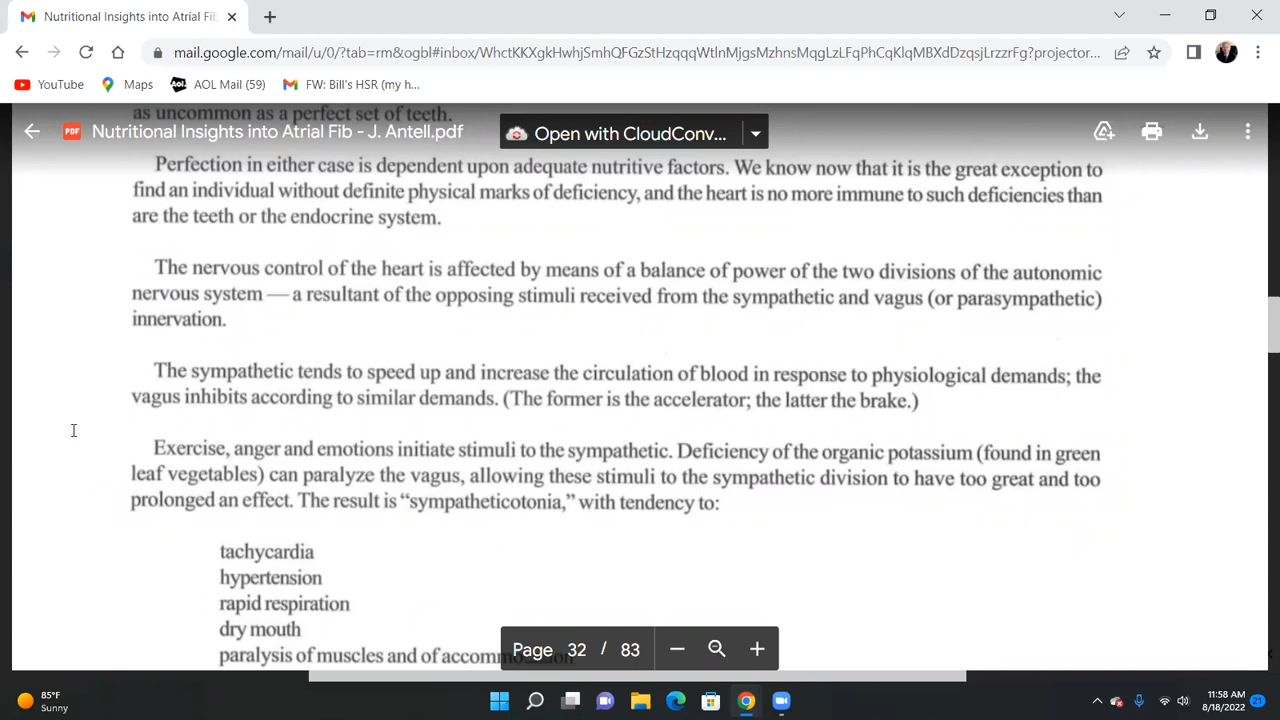 Nutritional Insights into Atrial Fib
mail.google.com/mail/u/0/?tab=rm&ogbl#inbox/WhctKKXgkHwhjSmhQFGzStHzqqqWtlnMjgsMzhnsMqgLzLFqPhCqKlqMBXdDzqsjLrzzrFg?projector...
YouTube Maps AOL Mail (59) FW: Bill's HSR (my h...
as uncommon as a perfect set of teeth.
PDF Nutritional Insights into Atrial Fib - J. Antell.pdf Open with CloudConv...
Perfection in either case is dependent upon adequate nutritive factors. We know now that it is the great exception to
find an individual without definite physical marks of deficiency, and the heart is no more immune to such deficiencies than
are the teeth or the endocrine system.
The nervous control of the heart is affected by means of a balance of power of the two divisions of the autonomic
nervous system — a resultant of the opposing stimuli received from the sympathetic and vagus (or parasympathetic)
innervation.
The sympathetic tends to speed up and increase the circulation of blood in response to physiological demands; the
vagus inhibits according to similar demands. (The former is the accelerator; the latter the brake.)
Exercise, anger and emotions initiate stimuli to the sympathetic. Deficiency of the organic potassium (found in green
leaf vegetables) can paralyze the vagus, allowing these stimuli to the sympathetic division to have too great and too
prolonged an effect. The result is “sympatheticotonia,” with tendency to:
tachycardia
hypertension
rapid respiration
dry mouth
paralysis of muscles and of accommodation
Page 32 / 83
85°F
Sunny
11:58 AM
8/18/2022
21